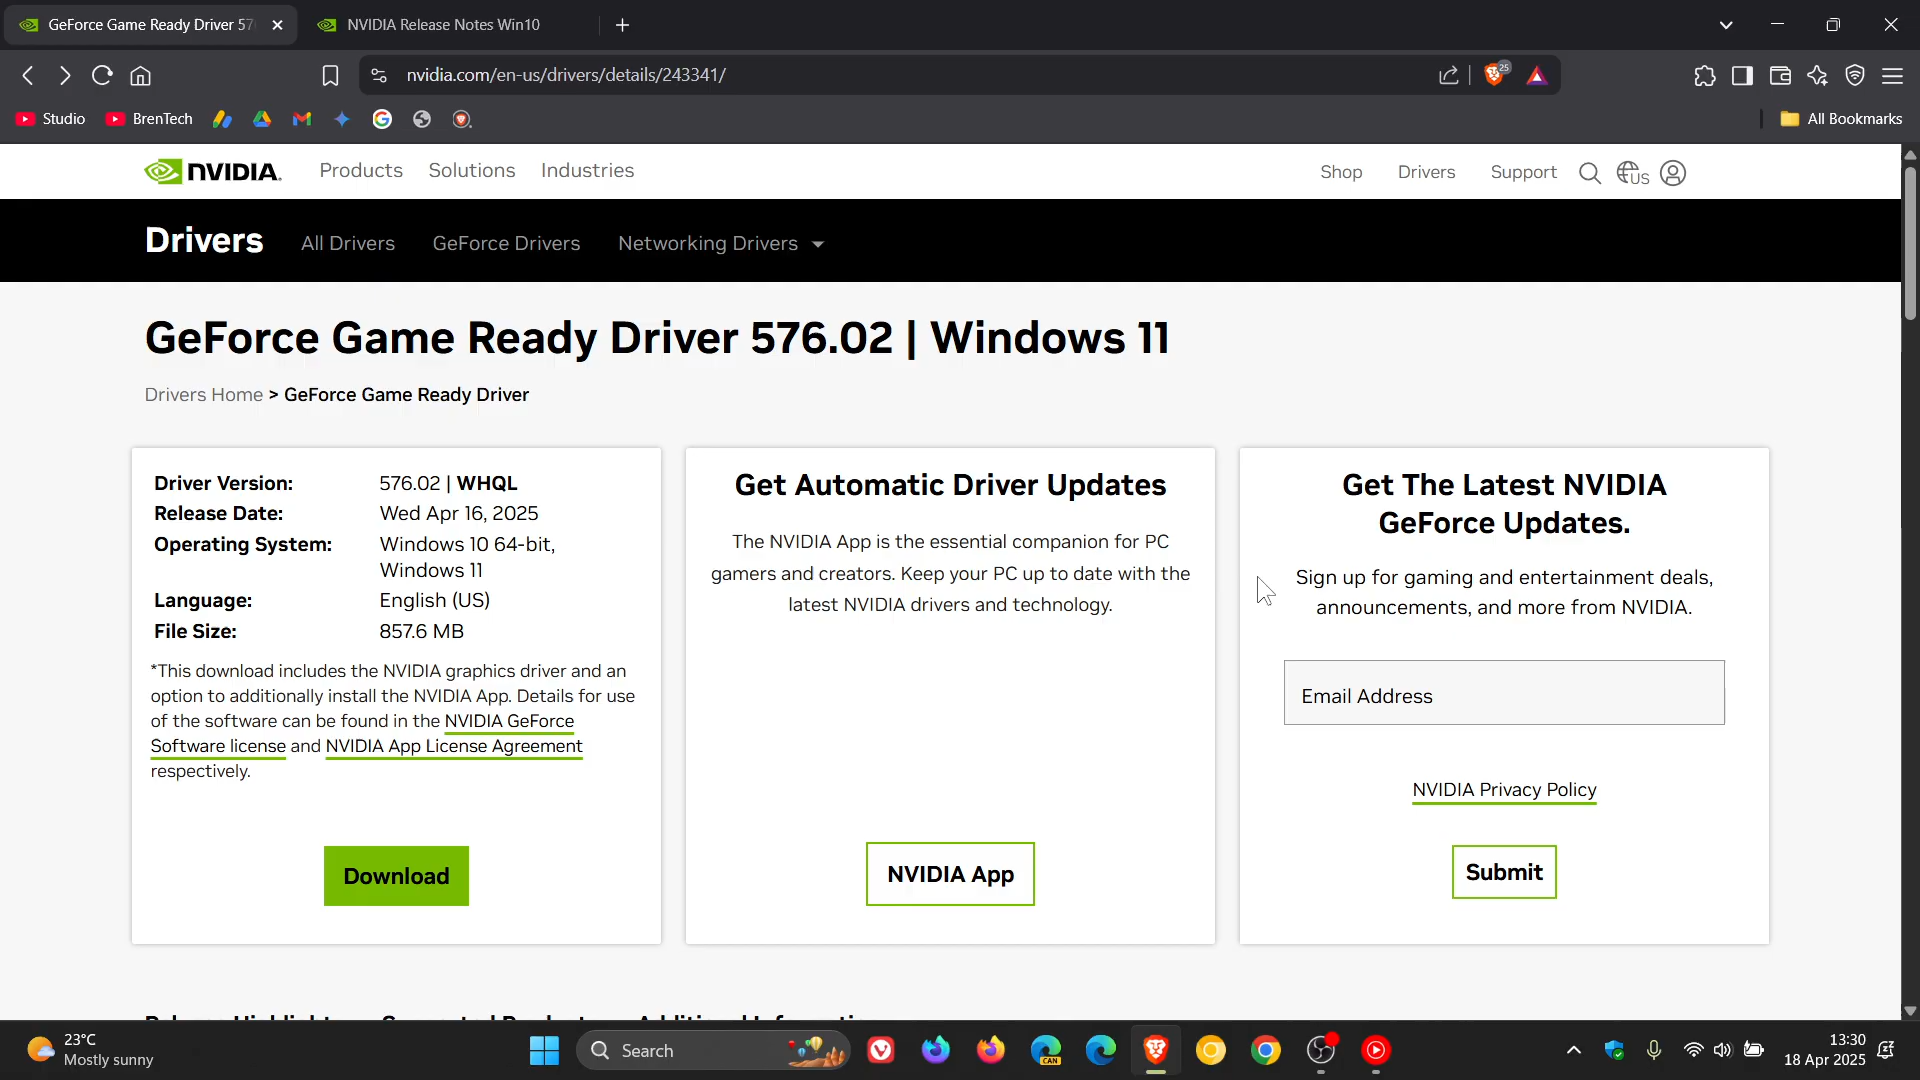 GeForce Game Ready Driver 57
NVIDIA Release Notes Win10
nvidia.com/en-us/drivers/details/243341/
25
Studio
BrenTech
All Bookmarks
NVIDIA.
Products
Solutions
Industries
Shop
Drivers
Support
US
Drivers
All Drivers
GeForce Drivers
Networking Drivers
GeForce Game Ready Driver 576.02 | Windows 11
Drivers Home > GeForce Game Ready Driver
Driver Version: 576.02 | WHQL
Release Date: Wed Apr 16, 2025
Operating System: Windows 10 64-bit,
Windows 11
Language: English (US)
File Size: 857.6 MB
*This download includes the NVIDIA graphics driver and an
option to additionally install the NVIDIA App. Details for use
of the software can be found in the NVIDIA GeForce
Software license and NVIDIA App License Agreement
respectively.
Download
Get Automatic Driver Updates
The NVIDIA App is the essential companion for PC
gamers and creators. Keep your PC up to date with the
latest NVIDIA drivers and technology.
NVIDIA App
Get The Latest NVIDIA
GeForce Updates.
Sign up for gaming and entertainment deals,
announcements, and more from NVIDIA.
Email Address
NVIDIA Privacy Policy
Submit
Release Highlights
Supported Products
Additional Information
23°C
Mostly sunny
Search
CAN
13:30
18 Apr 2025